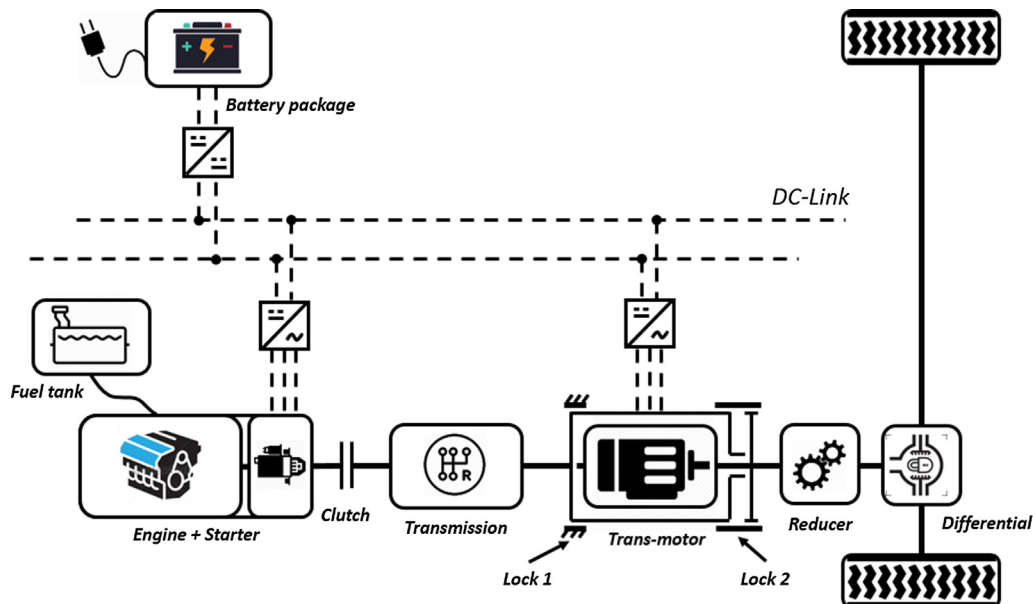 Battery package
DC-Link
Fuel tank
R
Engine + Starter
Clutch
Transmission
Trans-motor
Reducer
Differential
Lock 1
Lock 2